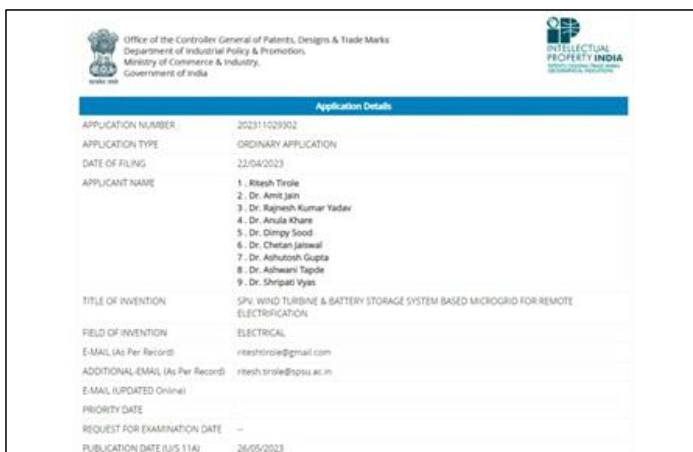 Office of the Controller General of Patents, Designs & Trade Marks
Department of Industrial Policy & Promotion,
Ministry of Commerce & Industry,
Government of India
INTELLECTUAL
PROPERTY INDIA
Application Details
APPLICATION NUMBER 202311029302
APPLICATION TYPE ORDINARY APPLICATION
DATE OF FILING 22/04/2023
APPLICANT NAME
1 . Ritesh Tirole
2 . Dr. Amit Jain
3 . Dr. Rajnesh Kumar Yadav
4 . Dr. Anula Khare
5 . Dr. Dimpy Sood
6 . Dr. Chetan Jaiswal
7 . Dr. Ashutosh Gupta
8 . Dr. Ashwani Tapde
9 . Dr. Shripati Vyas
TITLE OF INVENTION SPV, WIND TURBINE & BATTERY STORAGE SYSTEM BASED MICROGRID FOR REMOTE
ELECTRIFICATION
FIELD OF INVENTION ELECTRICAL
E-MAIL (As Per Record) riteshtirole@gmail.com
ADDITIONAL-EMAIL (As Per Record) ritesh.tirole@spsu.ac.in
E-MAIL (UPDATED Online)
PRIORITY DATE
REQUEST FOR EXAMINATION DATE --
PUBLICATION DATE (U/S 11A) 26/05/2023